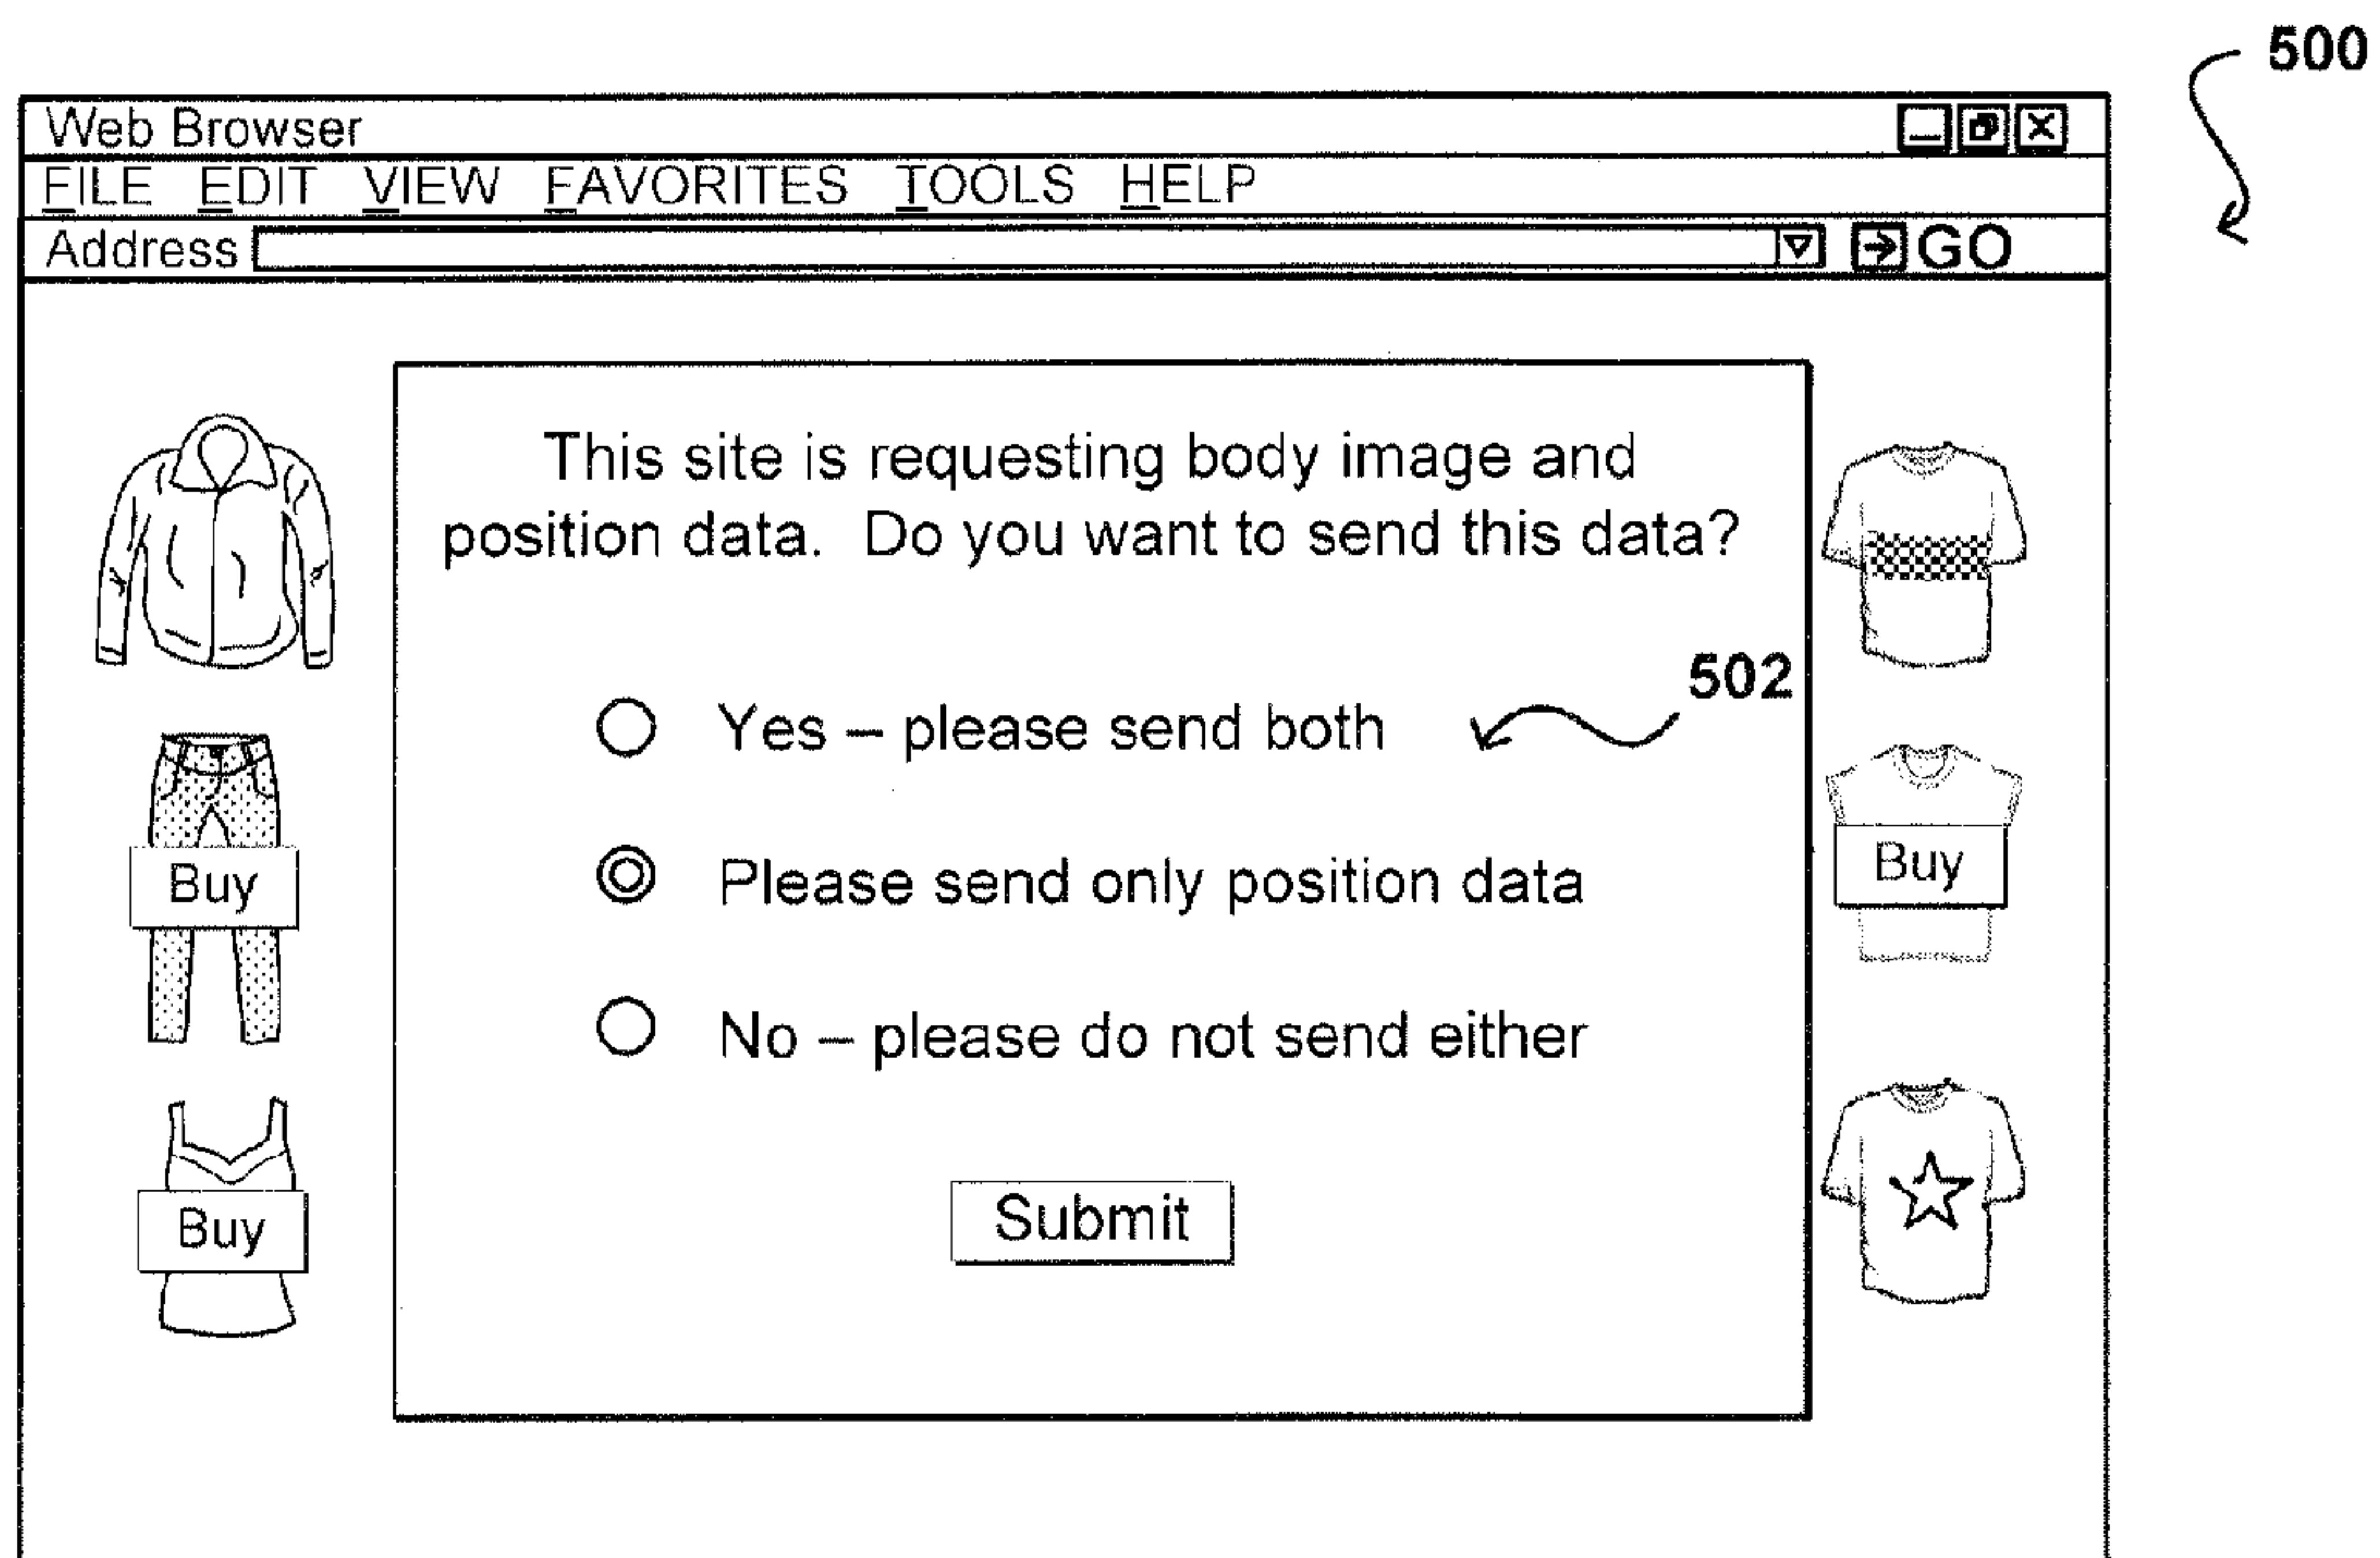 500
Web Browser
FILE EDIT VIEW FAVORITES TOOLS HELP
Address GO
This site is requesting body image and
position data. Do you want to send this data?
502
Yes – please send both
Buy
Please send only position data
Buy
No – please do not send either
Buy
Submit